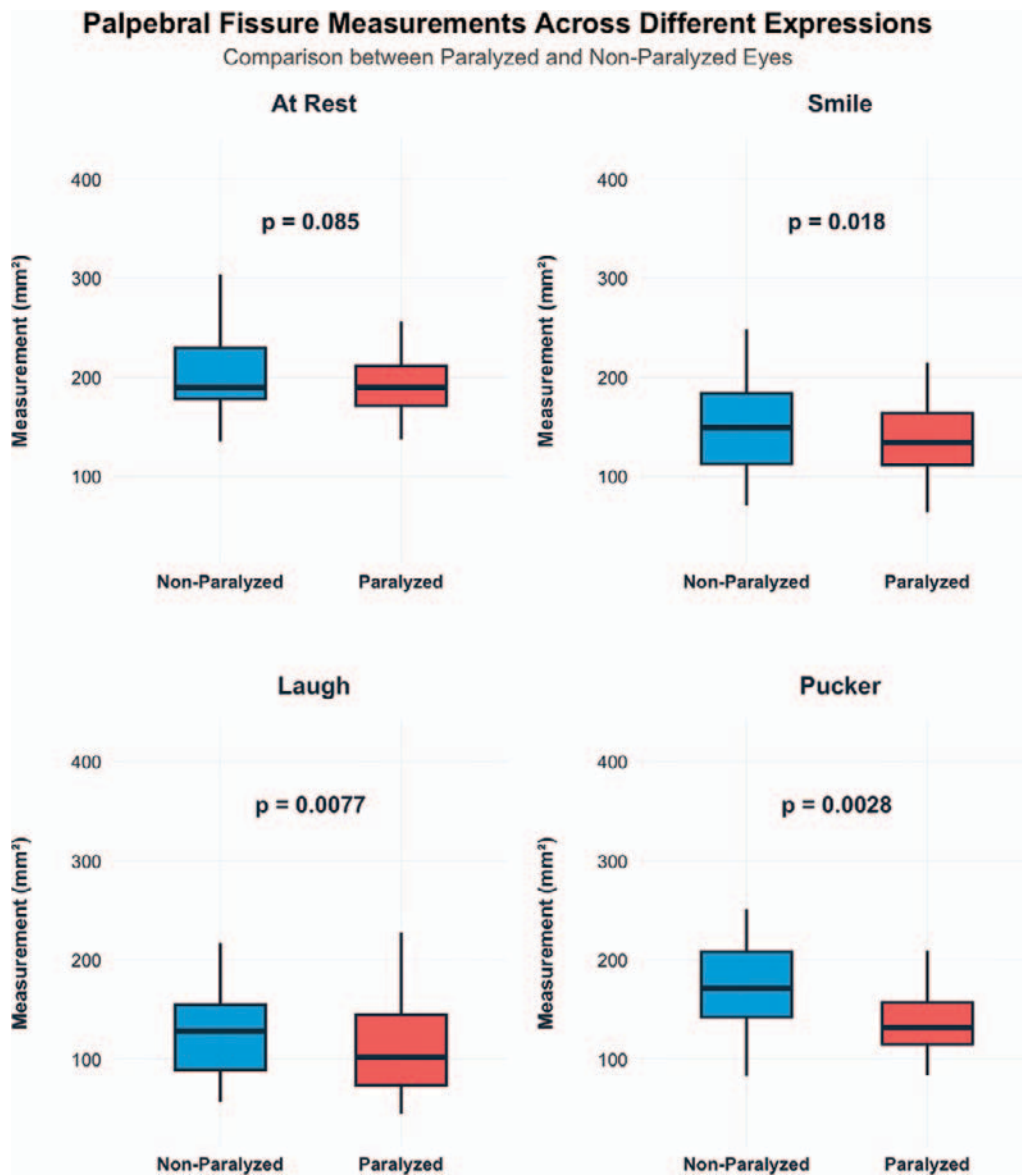 Palpebral Fissure Measurements Across Different Expressions
Comparison between Paralyzed and Non-Paralyzed Eyes
At Rest
Measurement (mm²)
400
300
200
100
p = 0.085
Non-Paralyzed
Paralyzed
Smile
Measurement (mm²)
400
300
200
100
p = 0.018
Non-Paralyzed
Paralyzed
Laugh
Measurement (mm²)
400
300
200
100
p = 0.0077
Non-Paralyzed
Paralyzed
Pucker
Measurement (mm²)
400
300
200
100
p = 0.0028
Non-Paralyzed
Paralyzed